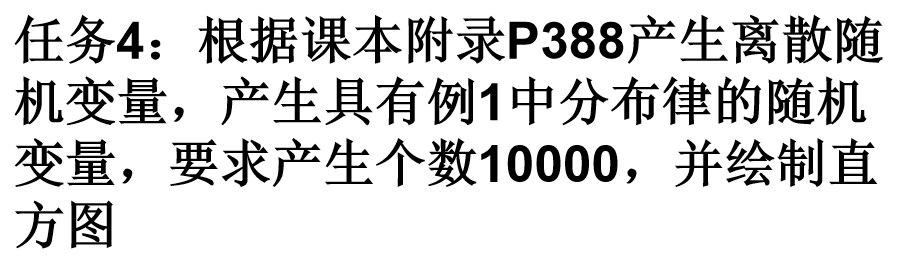 任务4：根据课本附录P388产生离散随
机变量，产生具有例1中分布律的随机
变量，要求产生个数10000，并绘制直
方图